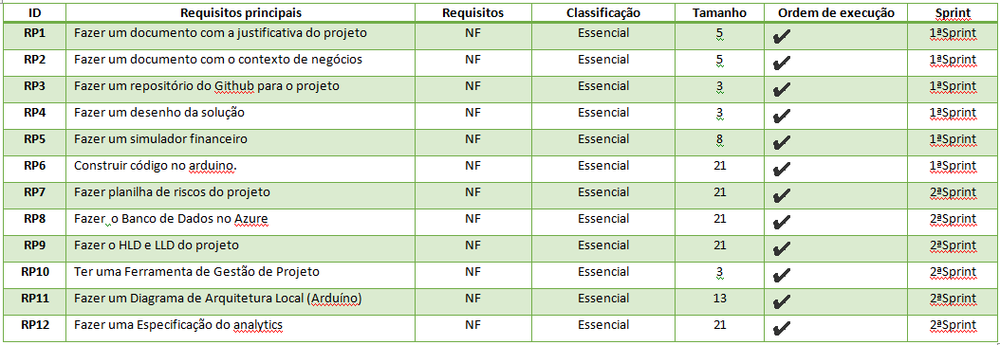 ID Requisitos principais Requisitos Classificação Tamanho Ordem de execução Sprint
RP1 Fazer um documento com a justificativa do projeto NF Essencial 5 ✔ 1ªSprint
RP2 Fazer um documento com o contexto de negócios NF Essencial 5 ✔ 1ªSprint
RP3 Fazer um repositório do Github para o projeto NF Essencial 3 ✔ 1ªSprint
RP4 Fazer um desenho da solução NF Essencial 3 ✔ 1ªSprint
RP5 Fazer um simulador financeiro NF Essencial 8 ✔ 1ªSprint
RP6 Construir código no arduino. NF Essencial 21 ✔ 1ªSprint
RP7 Fazer planilha de riscos do projeto NF Essencial 21 ✔ 2ªSprint
RP8 Fazer o Banco de Dados no Azure NF Essencial 21 ✔ 2ªSprint
RP9 Fazer o HLD e LLD do projeto NF Essencial 21 ✔ 2ªSprint
RP10 Ter uma Ferramenta de Gestão de Projeto NF Essencial 3 ✔ 2ªSprint
RP11 Fazer um Diagrama de Arquitetura Local (Arduíno) NF Essencial 13 ✔ 2ªSprint
RP12 Fazer uma Especificação do analytics NF Essencial 21 ✔ 2ªSprint